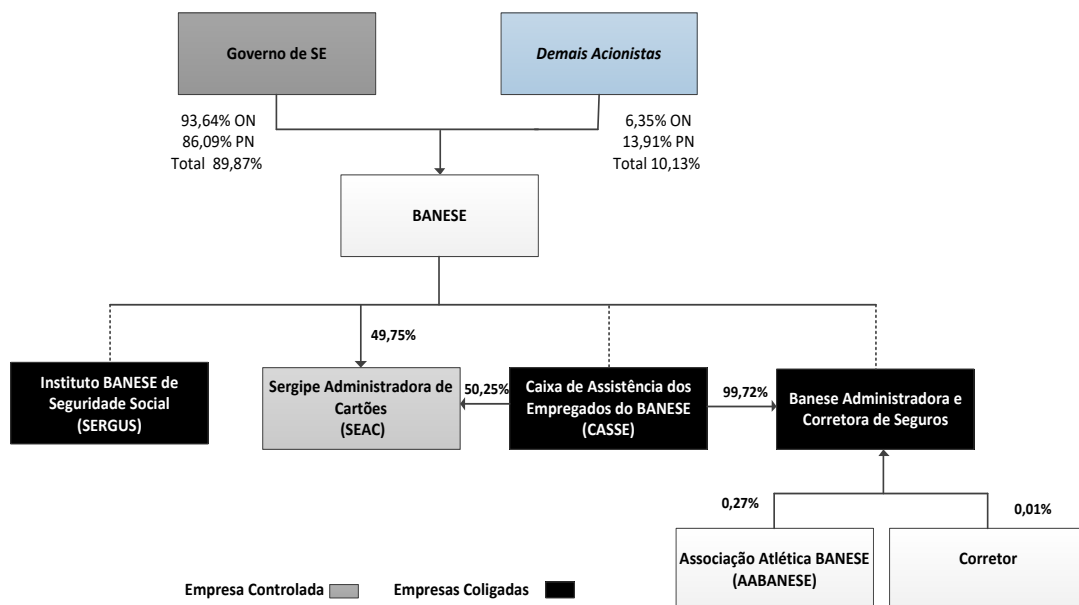 Governo de SE
Demais Acionistas
93,64% ON
86,09% PN
Total 89,87%
6,35% ON
13,91% PN
Total 10,13%
BANESE
49,75%
Instituto BANESE de
Seguridade Social
(SERGUS)
Sergipe Administradora de
Cartões
(SEAC)
50,25%
Caixa de Assistência dos
Empregados do BANESE
(CASSE)
99,72%
Banese Administradora e
Corretora de Seguros
0,27%
0,01%
Associação Atlética BANESE
(AABANESE)
Corretor
Empresa Controlada
Empresas Coligadas